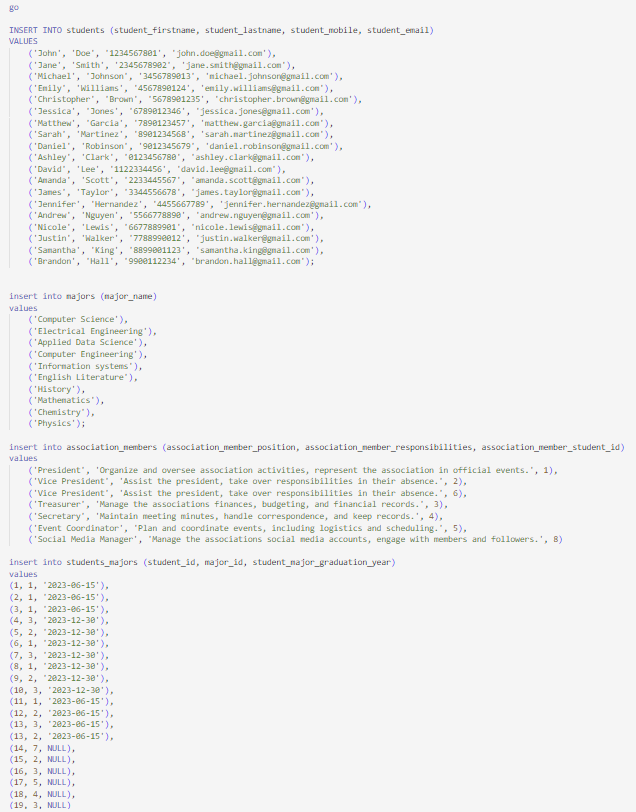 go
INSERT INTO students (student_firstname, student_lastname, student_mobile, student_email)
VALUES
('John', 'Doe', '1234567801', 'john.doe@gmail.com'),
('Jane', 'Smith', '2345678902', 'jane.smith@gmail.com'),
('Michael', 'Johnson', '3456789013', 'michael.johnson@gmail.com'),
('Emily', 'Williams', '4567890124', 'emily.williams@gmail.com'),
('Christopher', 'Brown', '5678901235', 'christopher.brown@gmail.com'),
('Jessica', 'Jones', '6789012346', 'jessica.jones@gmail.com'),
('Matthew', 'Garcia', '7890123457', 'matthew.garcia@gmail.com'),
('Sarah', 'Martinez', '8901234568', 'sarah.martinez@gmail.com'),
('Daniel', 'Robinson', '9012345679', 'daniel.robinson@gmail.com'),
('Ashley', 'Clark', '0123456780', 'ashley.clark@gmail.com'),
('David', 'Lee', '1122334456', 'david.lee@gmail.com'),
('Amanda', 'Scott', '2233445567', 'amanda.scott@gmail.com'),
('James', 'Taylor', '3344556678', 'james.taylor@gmail.com'),
('Jennifer', 'Hernandez', '4455667789', 'jennifer.hernandez@gmail.com'),
('Andrew', 'Nguyen', '5566778890', 'andrew.nguyen@gmail.com'),
('Nicole', 'Lewis', '6677889901', 'nicole.lewis@gmail.com'),
('Justin', 'Walker', '7788990012', 'justin.walker@gmail.com'),
('Samantha', 'King', '8899001123', 'samantha.king@gmail.com'),
('Brandon', 'Hall', '9900112234', 'brandon.hall@gmail.com');
insert into majors (major_name)
values
('Computer Science'),
('Electrical Engineering'),
('Applied Data Science'),
('Computer Engineering'),
('Information systems'),
('English Literature'),
('History'),
('Mathematics'),
('Chemistry'),
('Physics');
insert into association_members (association_member_position, association_member_responsibilities, association_member_student_id)
values
('President', 'Organize and oversee association activities, represent the association in official events.', 1),
('Vice President', 'Assist the president, take over responsibilities in their absence.', 2),
('Vice President', 'Assist the president, take over responsibilities in their absence.', 6),
('Treasurer', 'Manage the associations finances, budgeting, and financial records.', 3),
('Secretary', 'Maintain meeting minutes, handle correspondence, and keep records.', 4),
('Event Coordinator', 'Plan and coordinate events, including logistics and scheduling.', 5),
('Social Media Manager', 'Manage the associations social media accounts, engage with members and followers.', 8)
insert into students_majors (student_id, major_id, student_major_graduation_year)
values
(1, 1, '2023-06-15'),
(2, 1, '2023-06-15'),
(3, 1, '2023-06-15'),
(4, 3, '2023-12-30'),
(5, 2, '2023-12-30'),
(6, 1, '2023-12-30'),
(7, 3, '2023-12-30'),
(8, 1, '2023-12-30'),
(9, 2, '2023-12-30'),
(10, 3, '2023-12-30'),
(11, 1, '2023-06-15'),
(12, 2, '2023-06-15'),
(13, 3, '2023-06-15'),
(13, 2, '2023-06-15'),
(14, 7, NULL),
(15, 2, NULL),
(16, 3, NULL),
(17, 5, NULL),
(18, 4, NULL),
(19, 3, NULL)